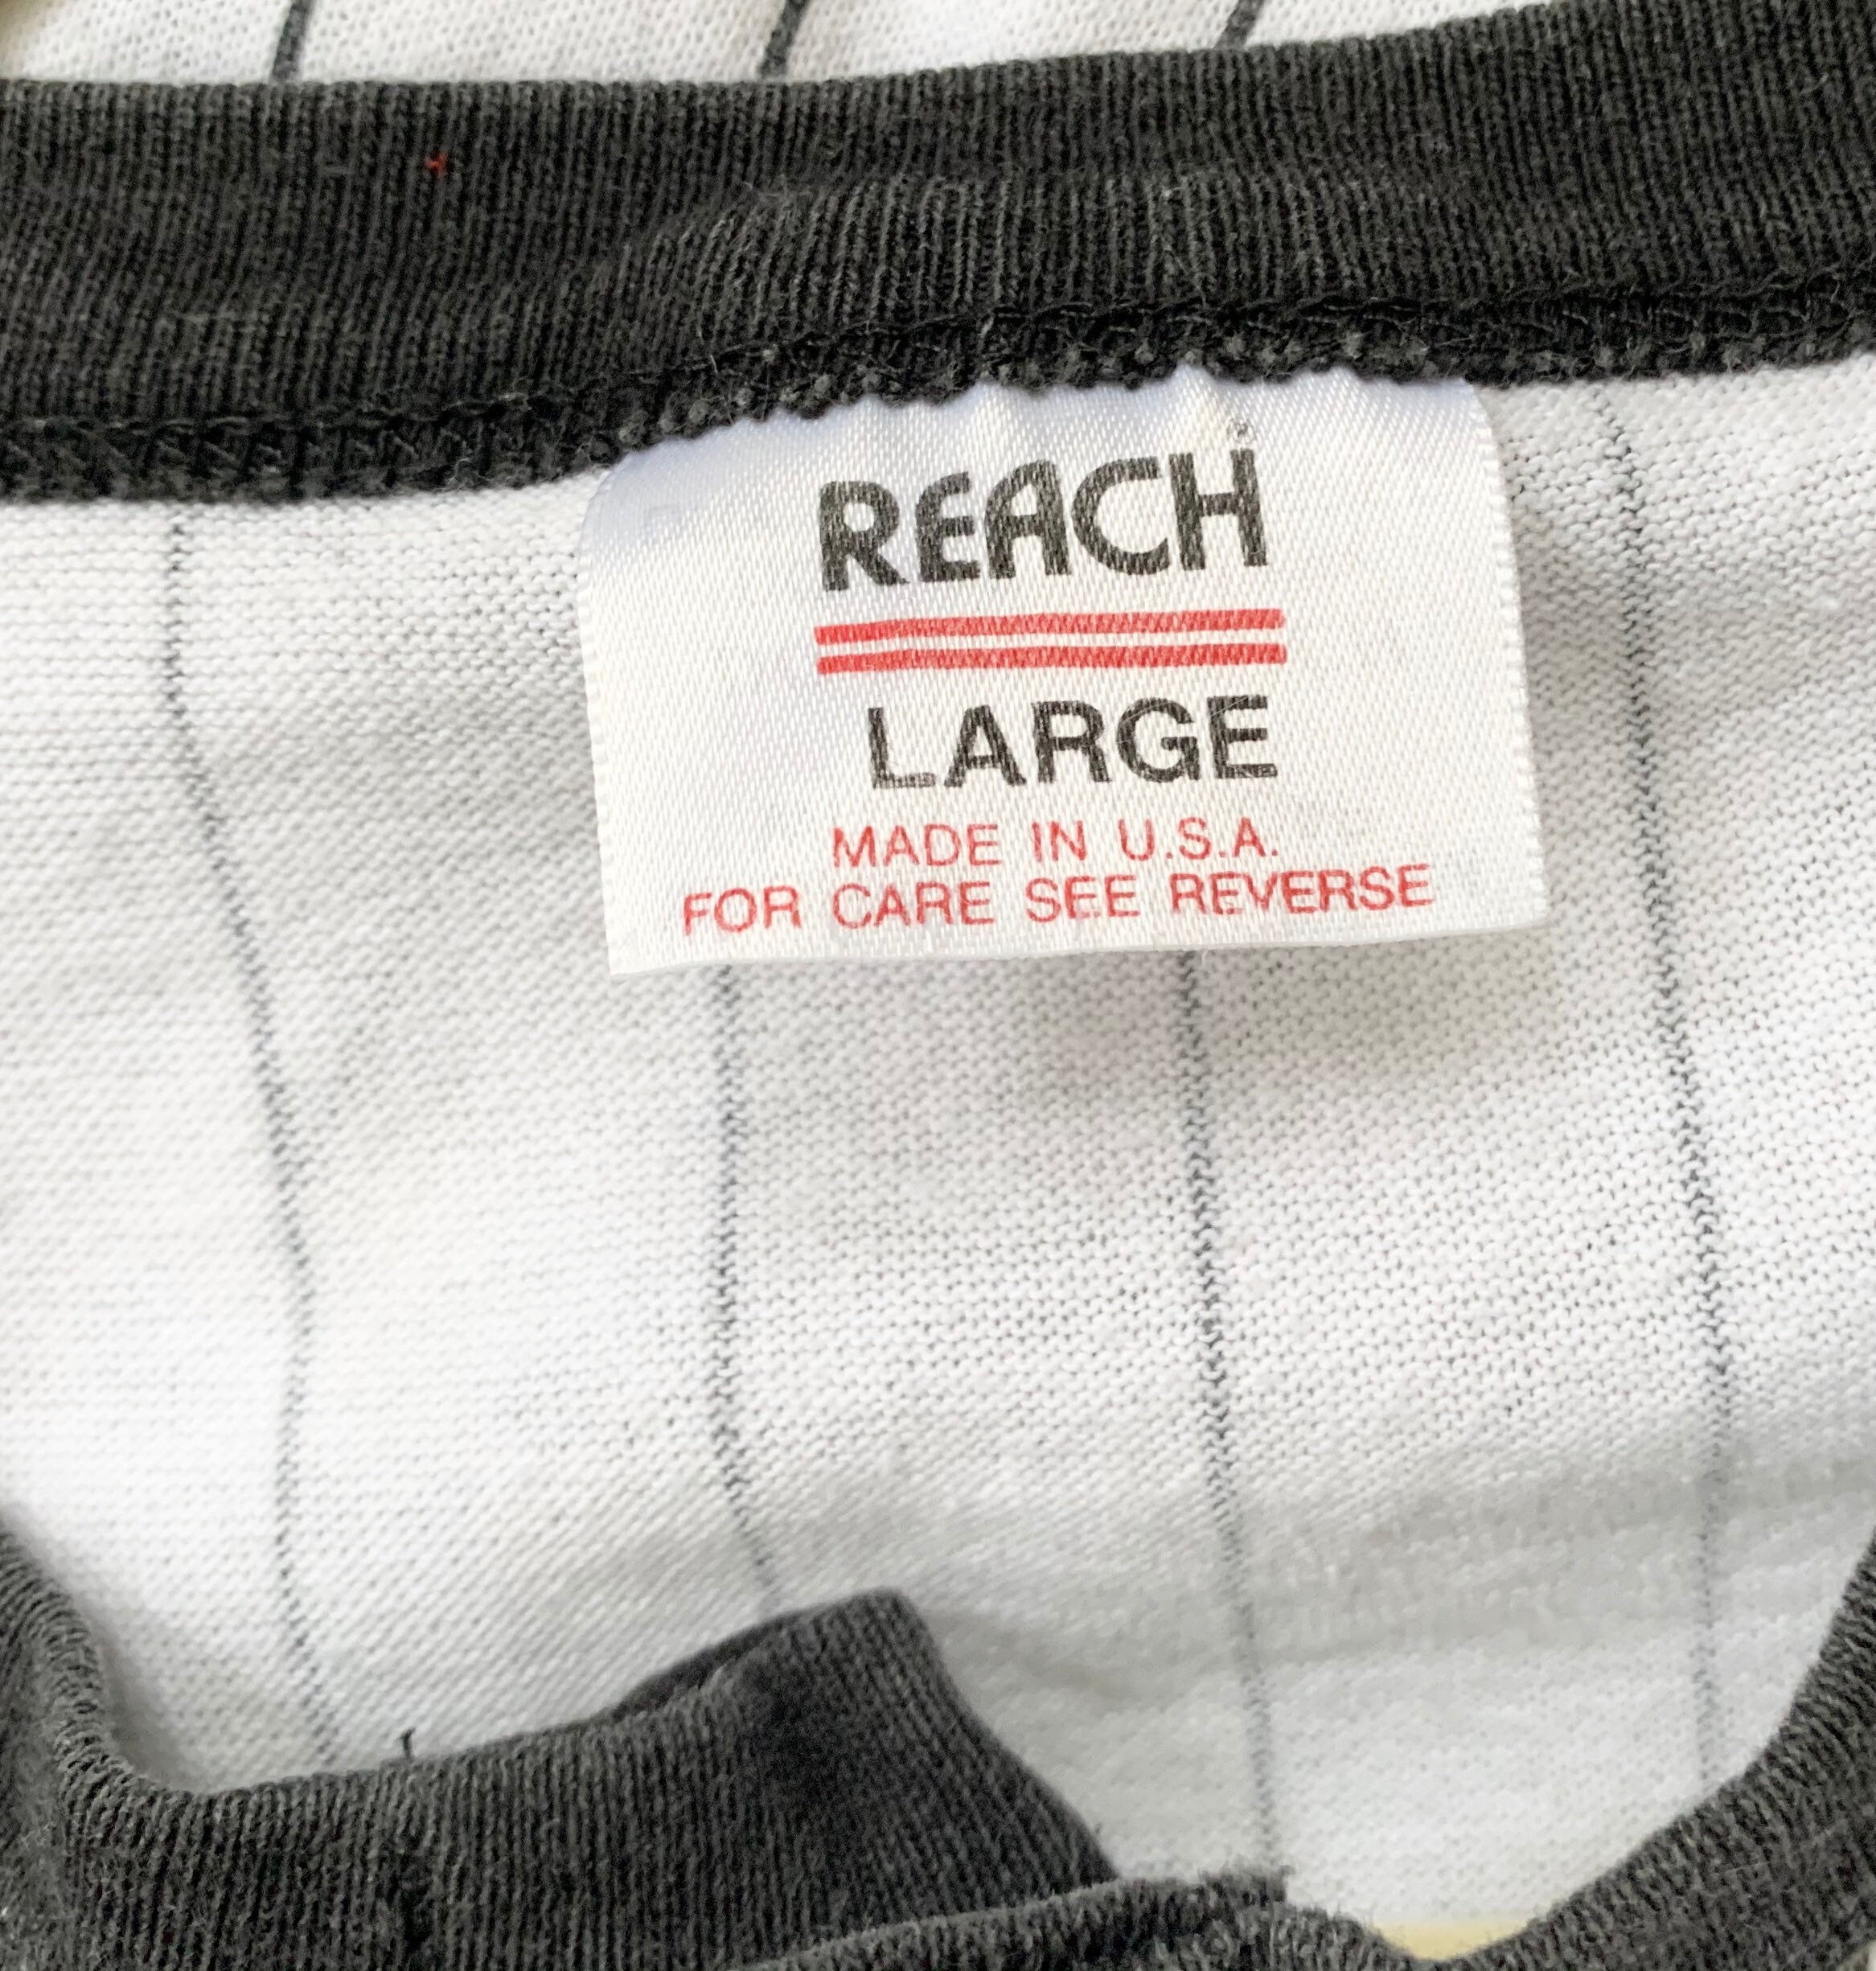 REACH
LARGE
MADE IN U.S.A.
FOR CARE SEE REVERSE